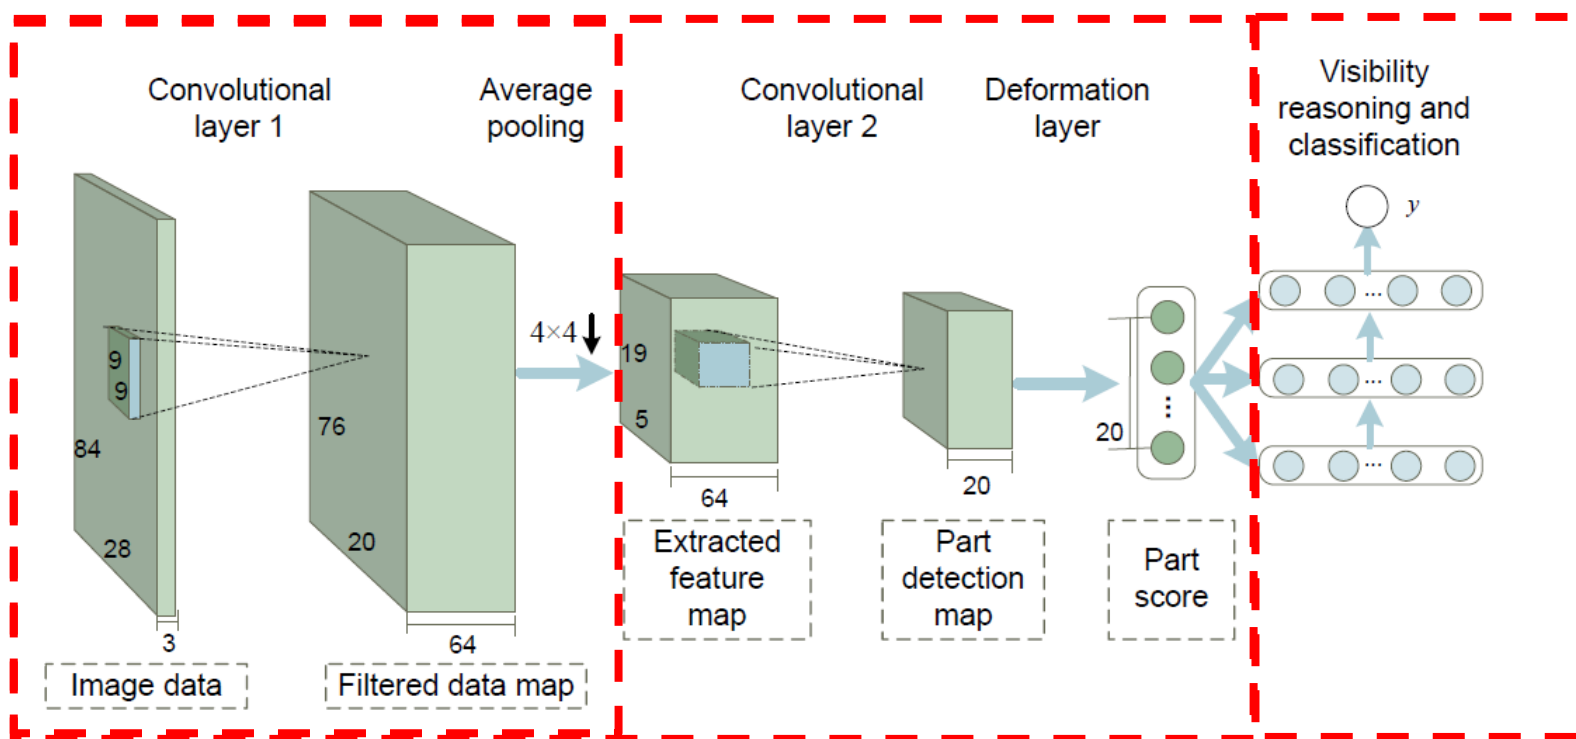 Convolutional
layer 1
Average
pooling
Convolutional
layer 2
Deformation
layer
Visibility
reasoning and
classification
y
9
9
84
28
3
76
20
64
4×4
19
5
64
20
20
...
...
...
...
Image data
Filtered data map
Extracted
feature
map
Part
detection
map
Part
score